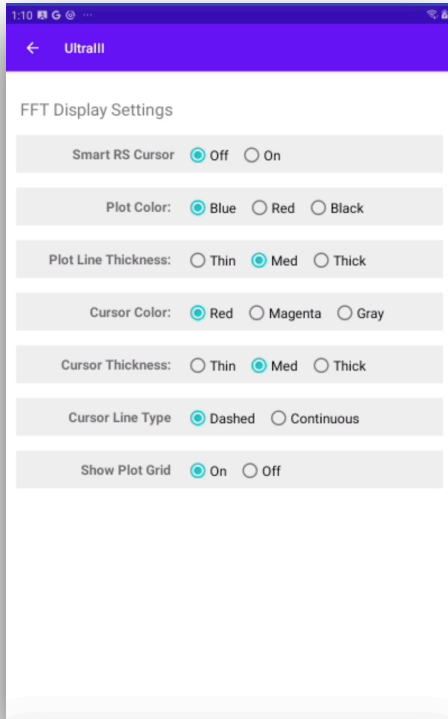 1:10 G ...
UltraIII
FFT Display Settings
Smart RS Cursor Off On
Plot Color: Blue Red Black
Plot Line Thickness: Thin Med Thick
Cursor Color: Red Magenta Gray
Cursor Thickness: Thin Med Thick
Cursor Line Type Dashed Continuous
Show Plot Grid On Off